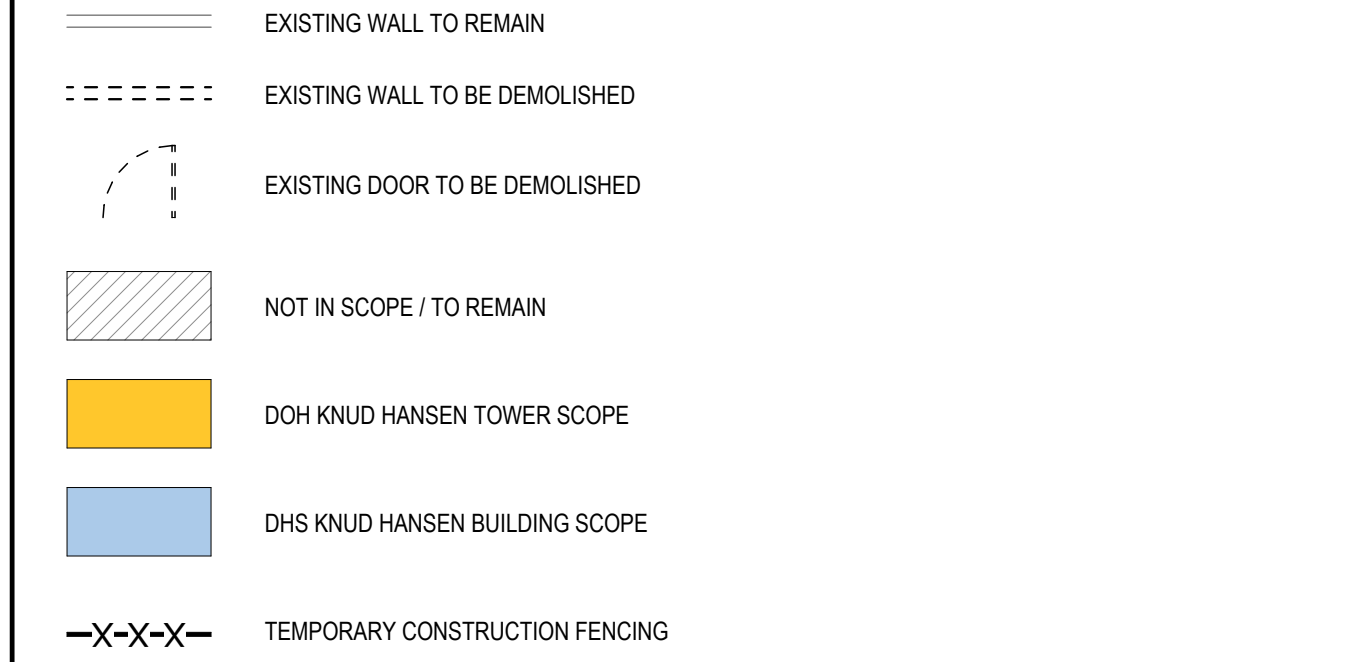 EXISTING WALL TO REMAIN
EXISTING WALL TO BE DEMOLISHED
EXISTING DOOR TO BE DEMOLISHED
NOT IN SCOPE / TO REMAIN
DOH KNUD HANSEN TOWER SCOPE
DHS KNUD HANSEN BUILDING SCOPE
X-X-X TEMPORARY CONSTRUCTION FENCING